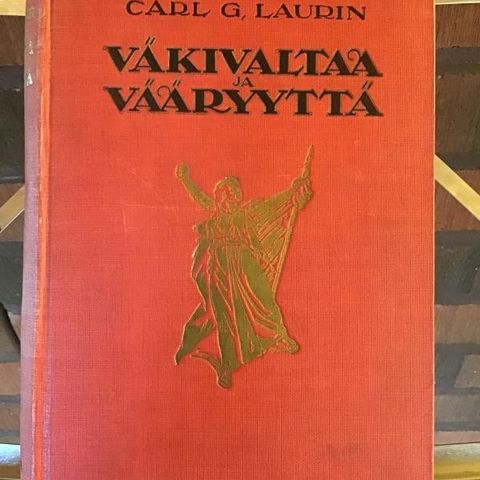 CARL G. LAURIN
VÄKIVALTAA
JA
VÄÄRYYTTÄ